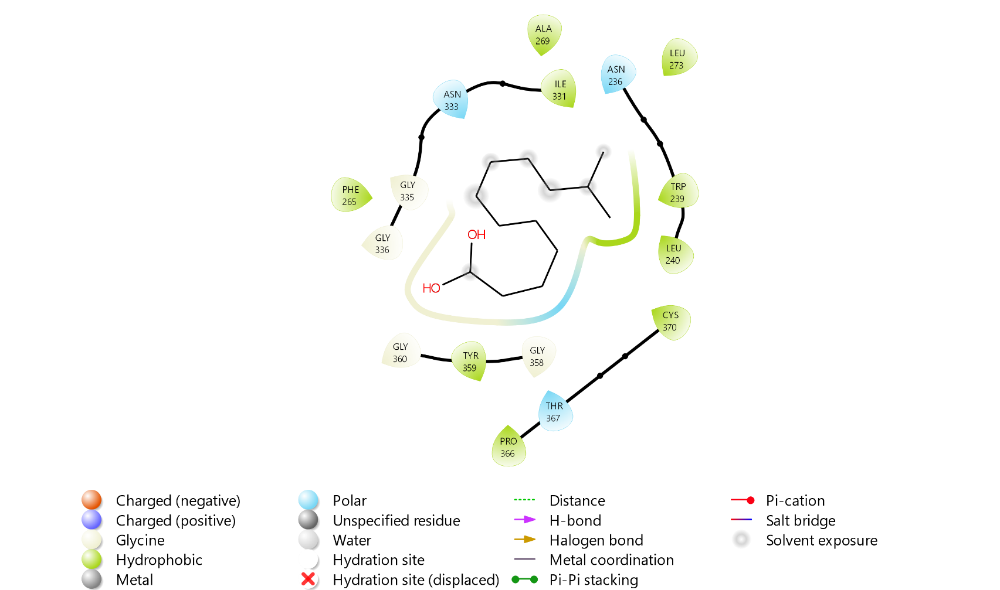 ALA
269
LEU
273
ASN
236
ILE
331
ASN
333
PHE
265
GLY
335
TRP
239
GLY
336
OH
LEU
240
HO
CYS
370
GLY
360
TYR
359
GLY
358
THR
367
PRO
366
Charged (negative)
Charged (positive)
Glycine
Hydrophobic
Metal
Polar
Unspecified residue
Water
Hydration site
Hydration site (displaced)
Distance
H-bond
Halogen bond
Metal coordination
Pi-Pi stacking
Pi-cation
Salt bridge
Solvent exposure